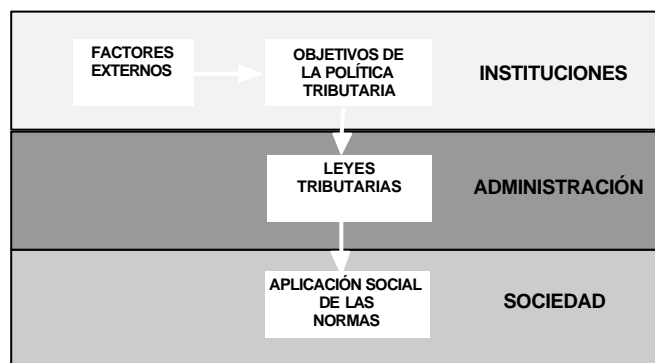 FACTORES
EXTERNOS
OBJETIVOS DE
LA POLÍTICA
TRIBUTARIA
INSTITUCIONES
LEYES
TRIBUTARIAS
ADMINISTRACIÓN
APLICACIÓN SOCIAL
DE LAS
NORMAS
SOCIEDAD